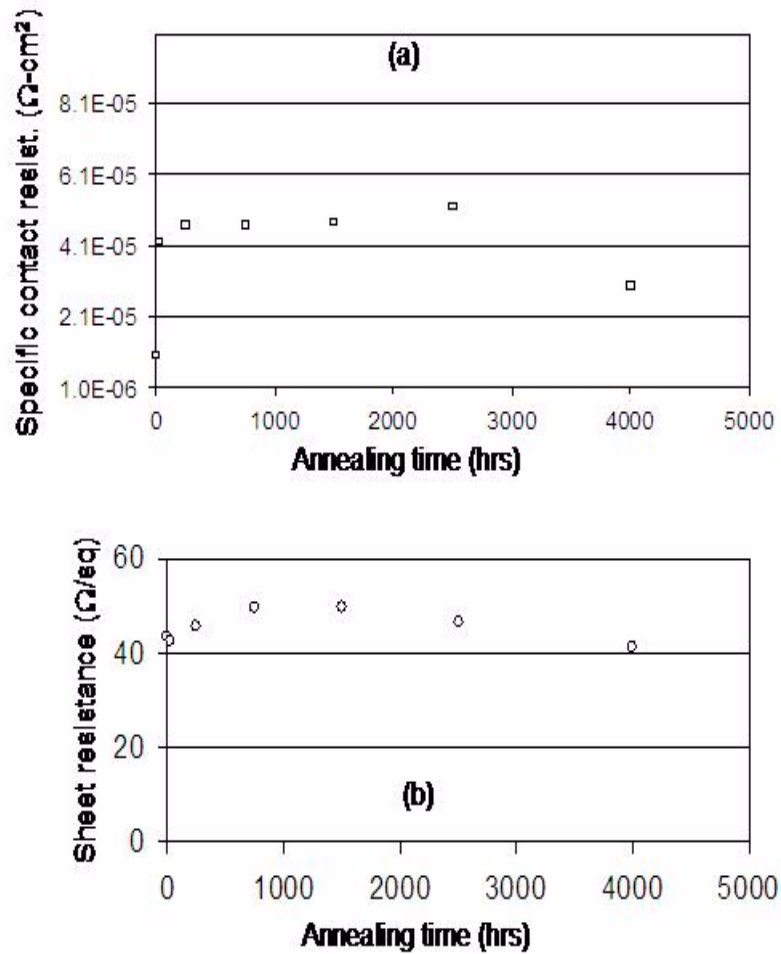 (a)
Specific contact resist. (Ω-cm²)
8.1E-05
6.1E-05
4.1E-05
2.1E-05
1.0E-06
0 1000 2000 3000 4000 5000
Annealing time (hrs)
Sheet resistance (Ω/sq)
60
40
20
0
(b)
0 1000 2000 3000 4000 5000
Annealing time (hrs)